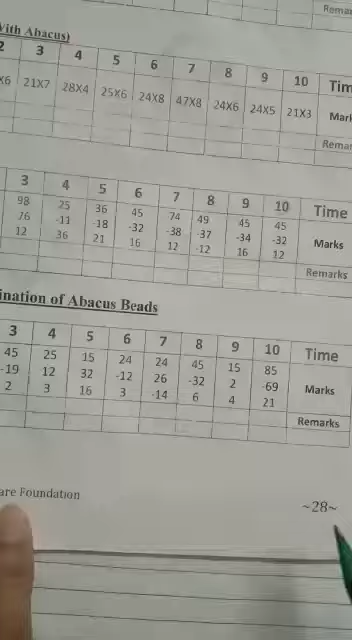 Remar
With Abacus)
2 3 4 5 6 7 8 9 10 Tim
X6 21X7 28X4 25X6 24X8 47X8 24X6 24X5 21X3 Mark
Remar
3 4 5 6 7 8 9 10 Time
98 25 36 45 74 49 45 45
76 -11 -18 -32 -38 -37 -34 -32 Marks
12 36 21 16 12 -12 16 12
Remarks
ination of Abacus Beads
3 4 5 6 7 8 9 10 Time
45 25 15 24 24 45 15 85
-19 12 32 -12 26 -32 2 -69 Marks
2 3 16 3 -14 6 4 21
Remarks
are Foundation
~28~